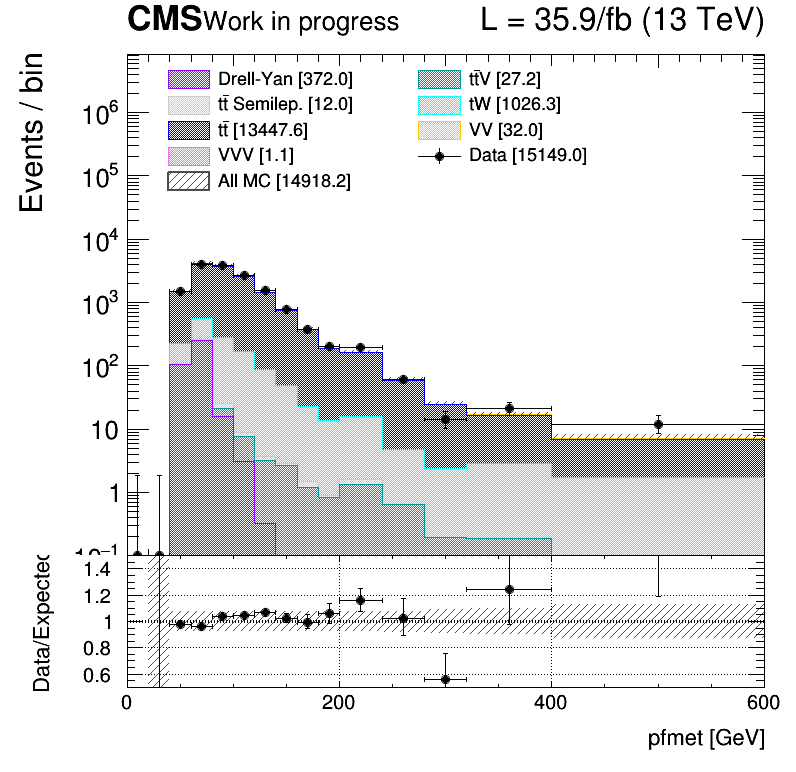 CMS Work in progress L = 35.9/fb (13 TeV)
Events / bin
Drell-Yan [372.0] tt̄V [27.2]
tt̄ Semilep. [12.0] tW [1026.3]
tt̄ [13447.6] VV [32.0]
VVV [1.1] Data [15149.0]
All MC [14918.2]
10⁶
10⁵
10⁴
10³
10²
10
1
10⁻¹
Data/Expected
1.4
1.2
1
0.8
0.6
0 200 400 600
pfmet [GeV]